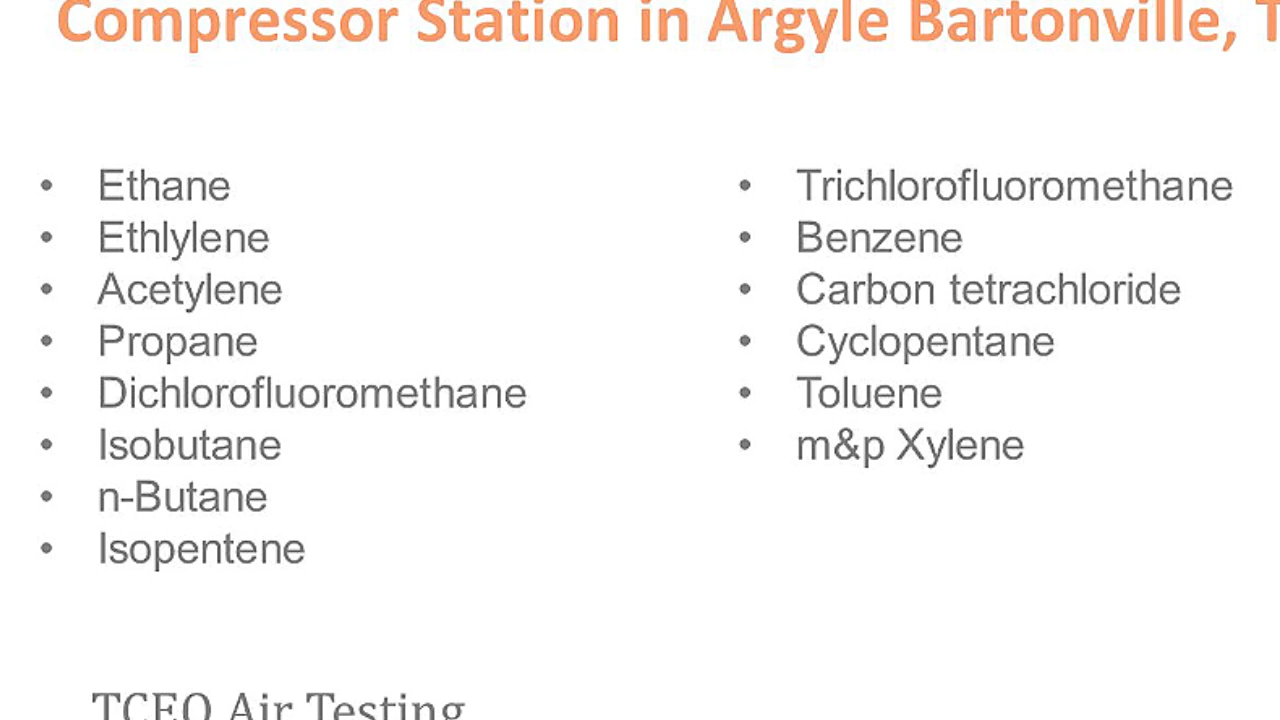 Compressor Station in Argyle Bartonville, T
• Ethane
• Ethlylene
• Acetylene
• Propane
• Dichlorofluoromethane
• Isobutane
• n-Butane
• Isopentene
• Trichlorofluoromethane
• Benzene
• Carbon tetrachloride
• Cyclopentane
• Toluene
• m&p Xylene
TCEQ Air Testing